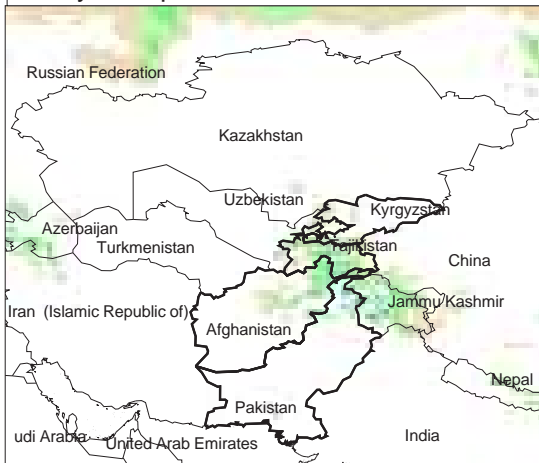 Russian Federation
Kazakhstan
Uzbekistan
Kyrgyzstan
Azerbaijan
Turkmenistan
Tajikistan
China
Iran (Islamic Republic of)
Jammu Kashmir
Afghanistan
Nepal
Pakistan
udi Arabia
United Arab Emirates
India